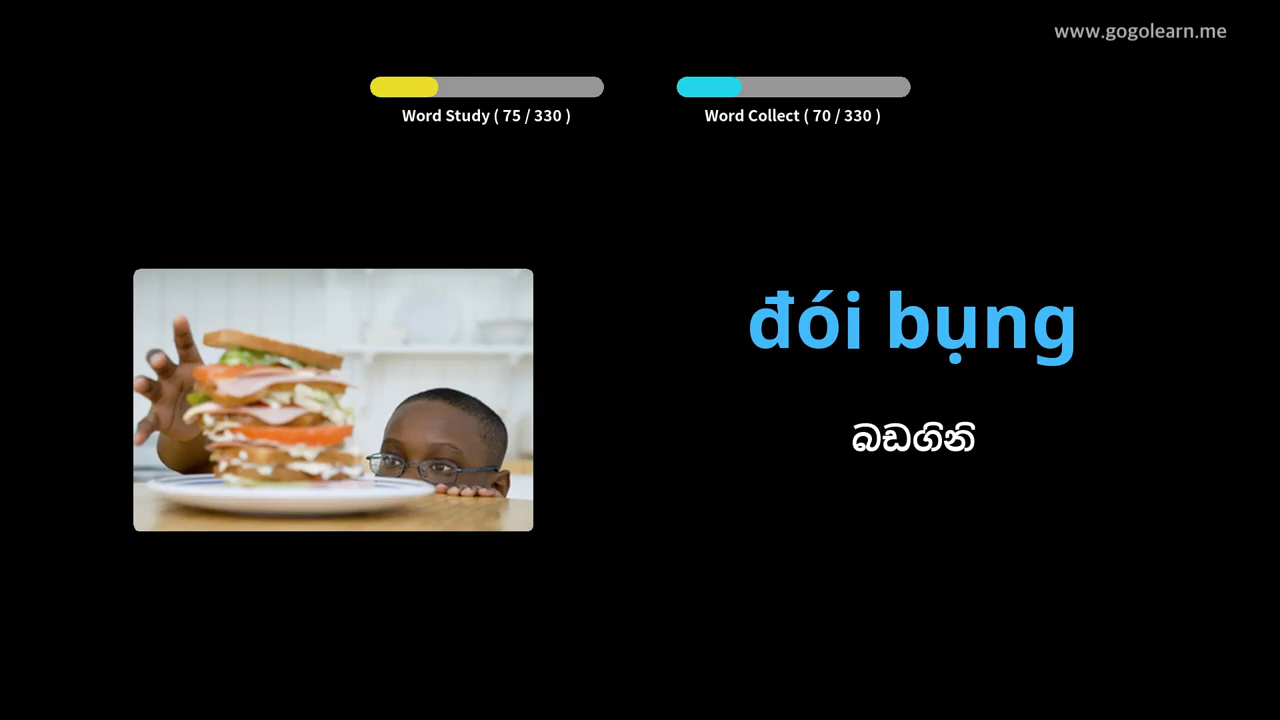 www.gogolearn.me
Word Study ( 75 / 330 )
Word Collect ( 70 / 330 )
đói bụng
බඩගිනි